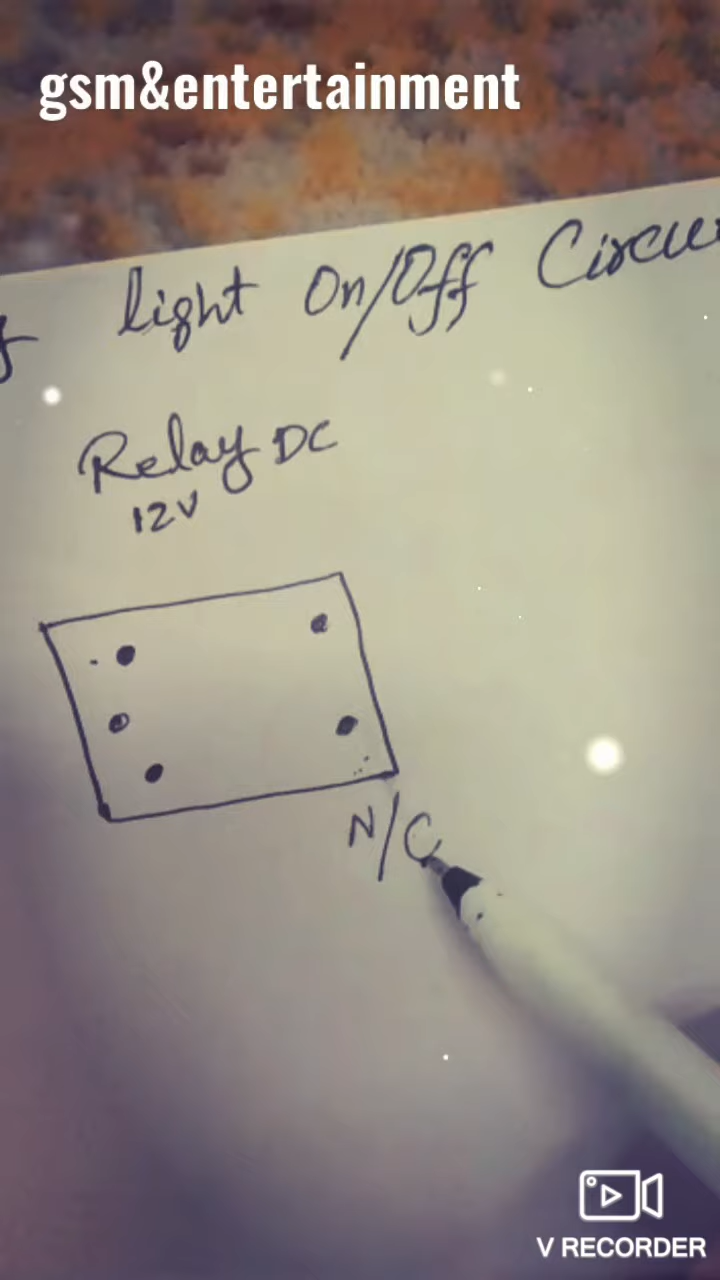 gsm&entertainment
light On/Off
Relay DC
12V
N/C
V RECORDER